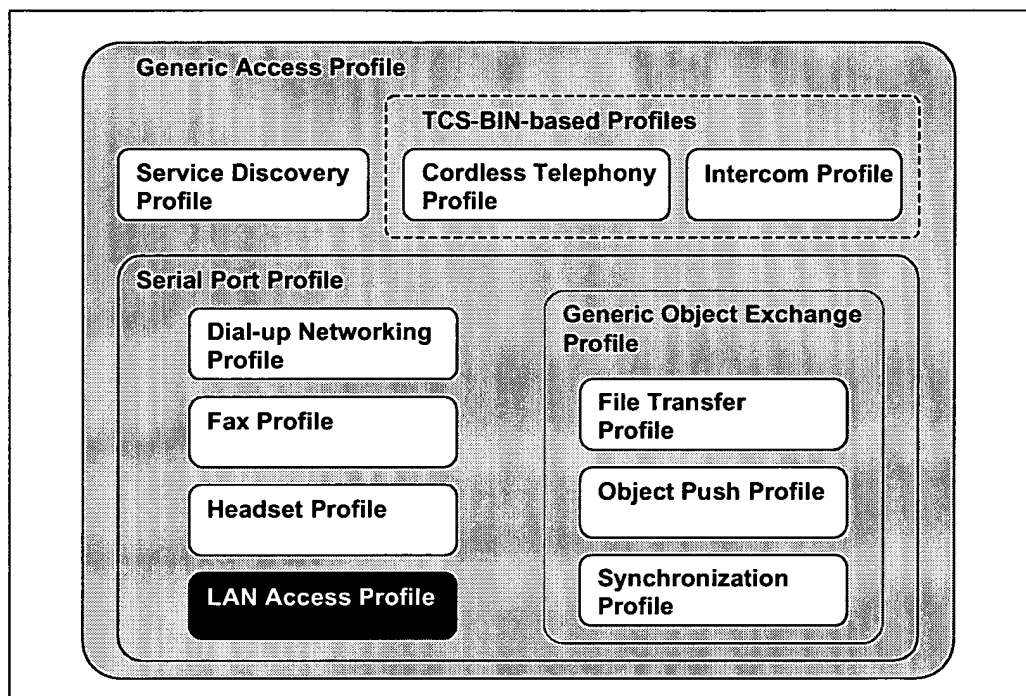 Generic Access Profile
TCS-BIN-based Profiles
Service Discovery
Profile
Cordless Telephony
Profile
Intercom Profile
Serial Port Profile
Dial-up Networking
Profile
Fax Profile
Headset Profile
LAN Access Profile
Generic Object Exchange
Profile
File Transfer
Profile
Object Push Profile
Synchronization
Profile